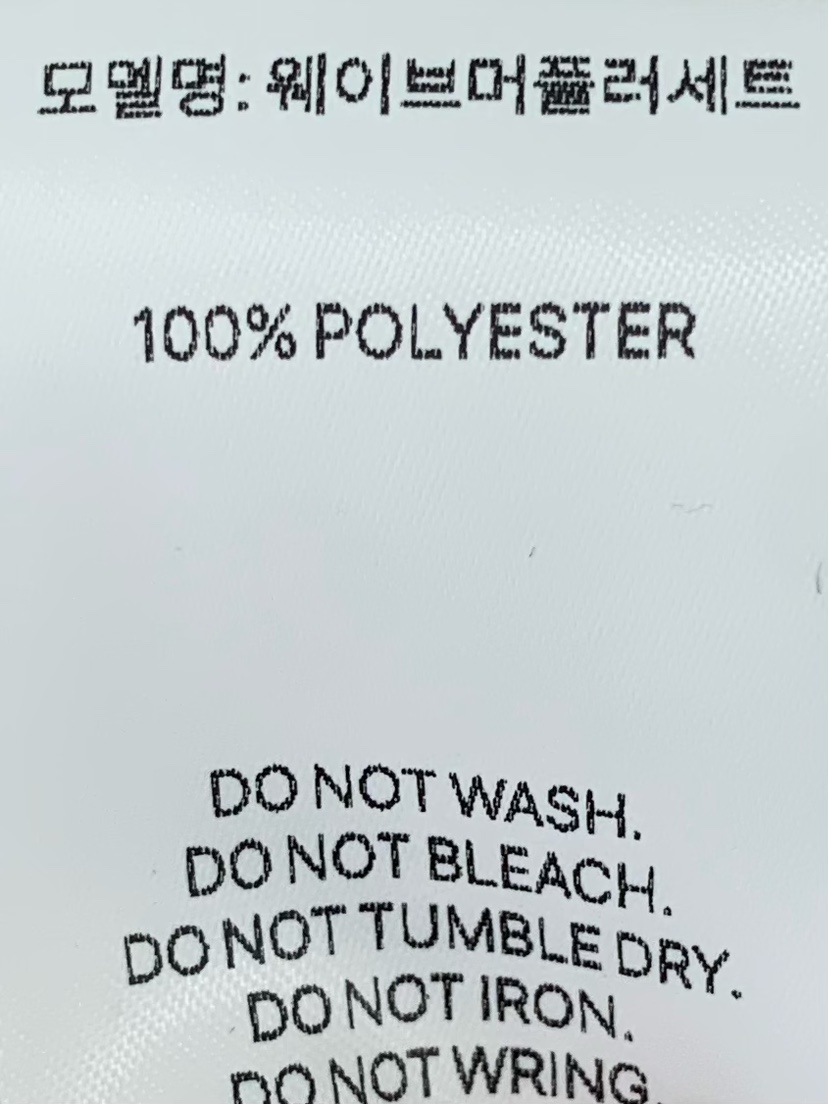 모델명: 웨이브머플러세트
100% POLYESTER
DO NOT WASH.
DO NOT BLEACH.
DO NOT TUMBLE DRY.
DO NOT IRON.
DO NOT WRING.